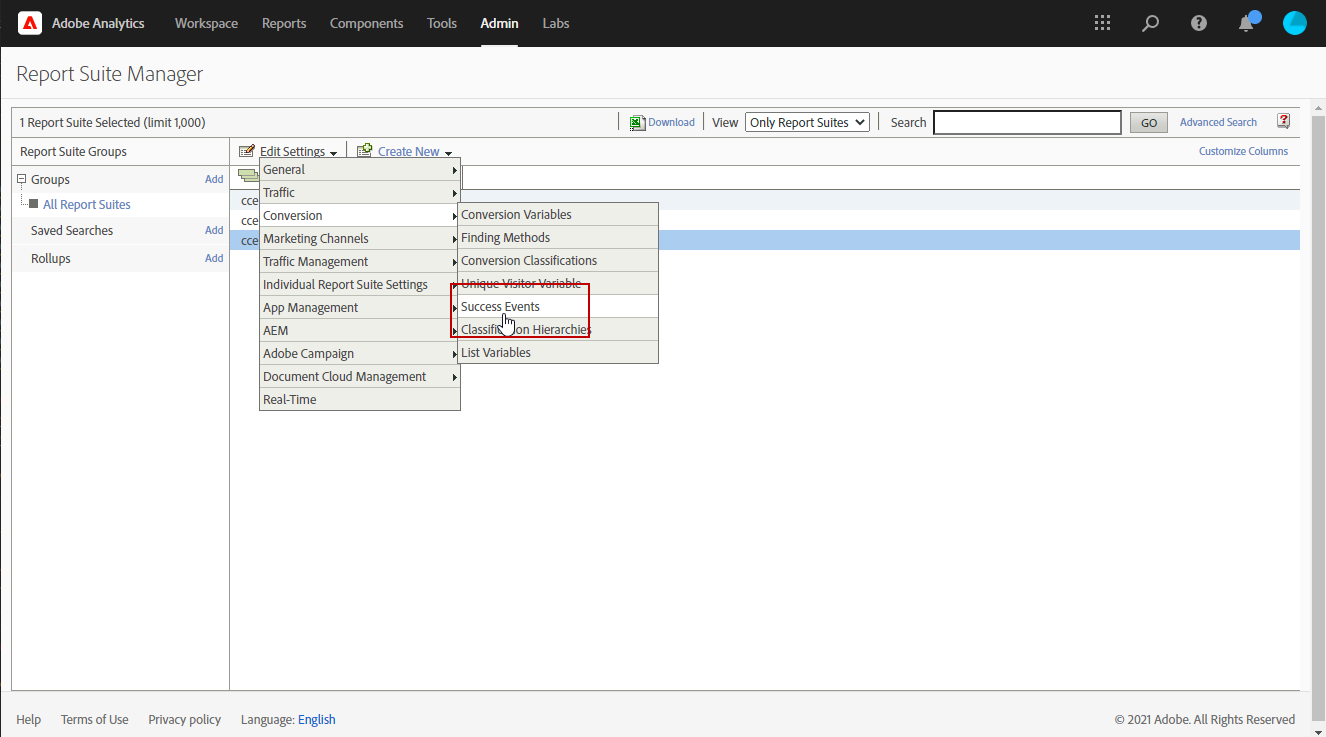 Adobe Analytics Workspace Reports Components Tools Admin Labs
Report Suite Manager
1 Report Suite Selected (limit 1,000) Download View Only Report Suites Search GO Advanced Search
Report Suite Groups Edit Settings Create New Customize Columns
Groups Add
All Report Suites
Saved Searches Add
Rollups Add
General
Traffic
Conversion
Marketing Channels
Traffic Management
Individual Report Suite Settings
App Management
AEM
Adobe Campaign
Document Cloud Management
Real-Time
cce
cce
cce
Conversion Variables
Finding Methods
Conversion Classifications
Unique Visitor Variable
Success Events
Classification Hierarchies
List Variables
Help Terms of Use Privacy policy Language: English © 2021 Adobe. All Rights Reserved